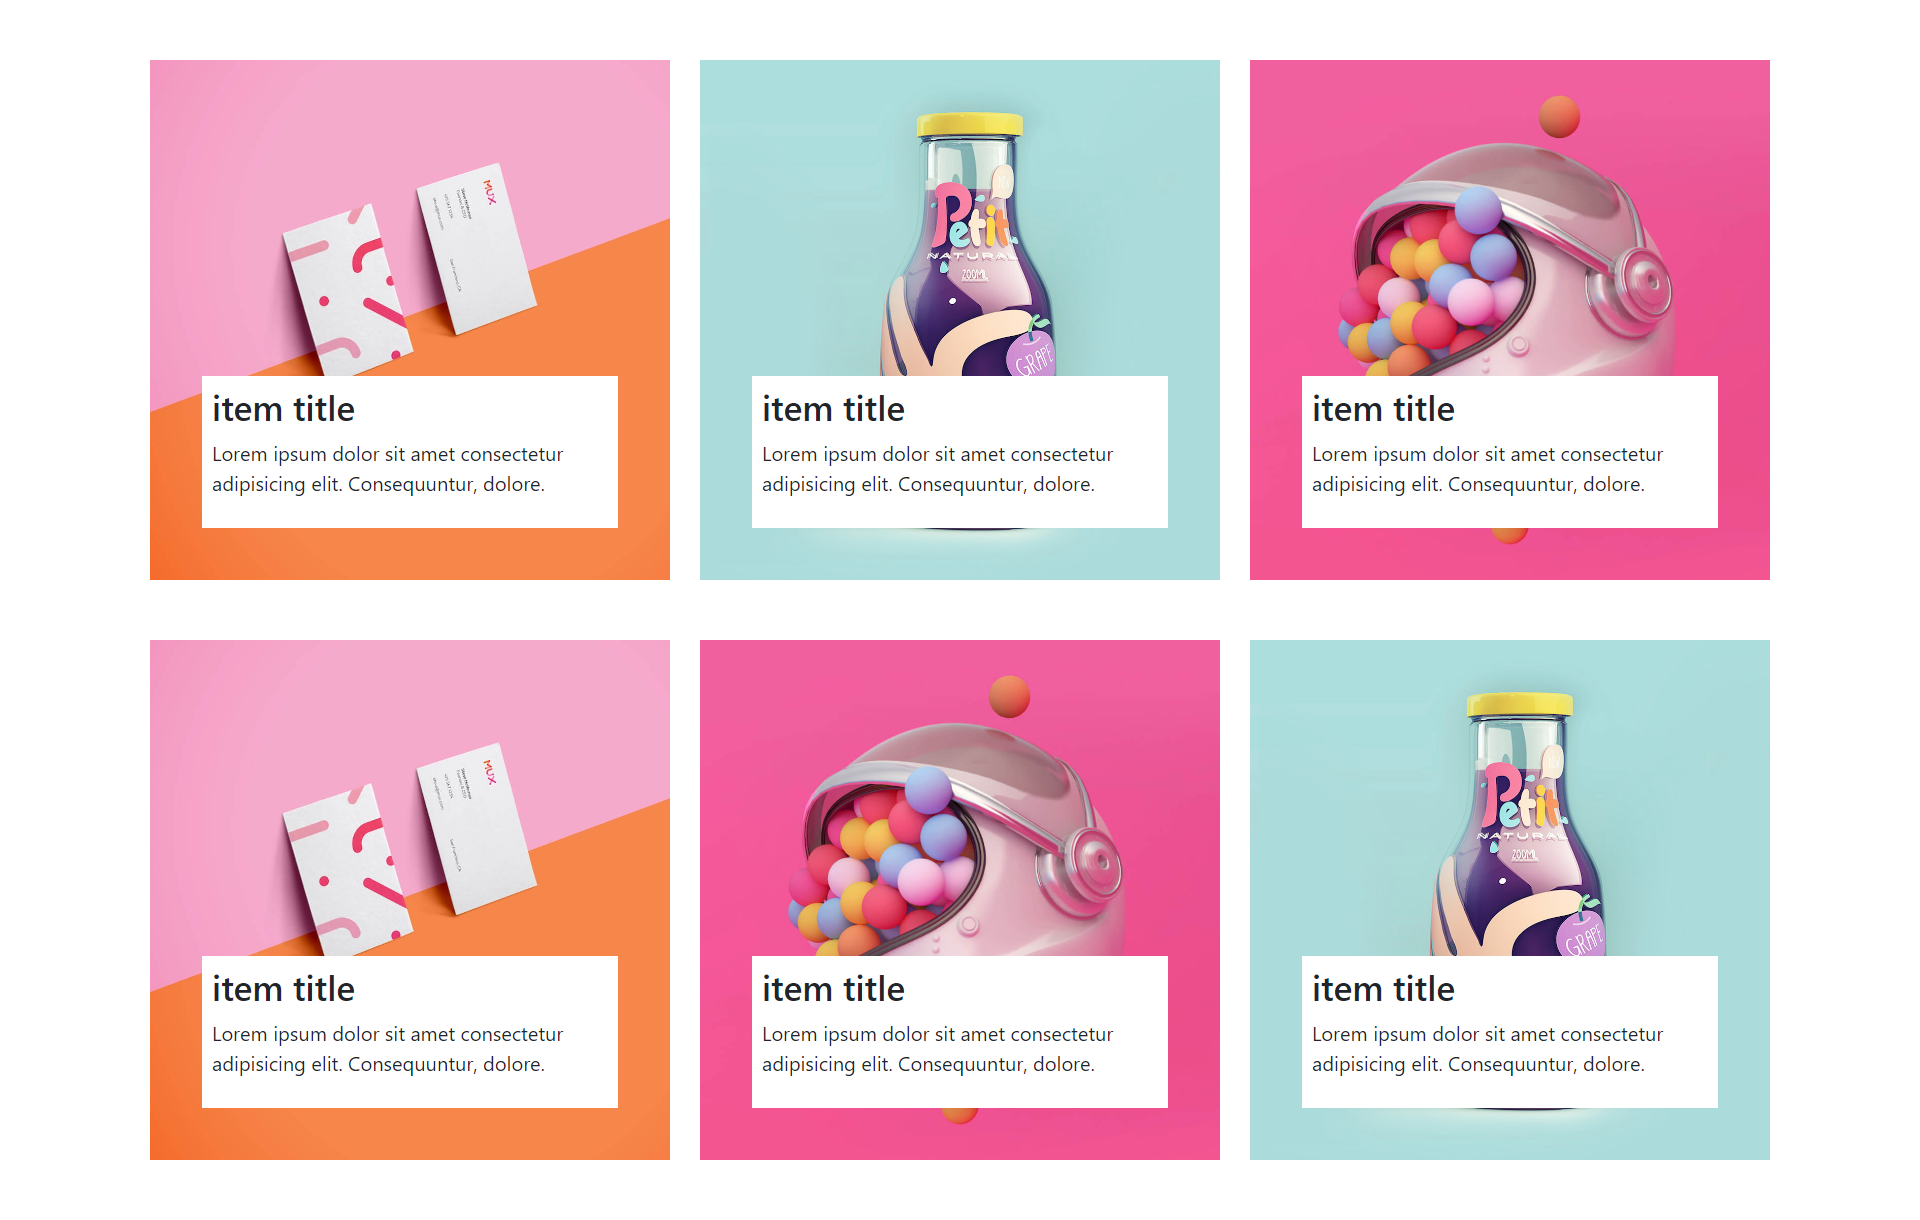 MUX
Petit
NATURAL
200ML
GRAPE
item title
Lorem ipsum dolor sit amet consectetur
adipisicing elit. Consequuntur, dolore.
item title
Lorem ipsum dolor sit amet consectetur
adipisicing elit. Consequuntur, dolore.
item title
Lorem ipsum dolor sit amet consectetur
adipisicing elit. Consequuntur, dolore.
MUX
Petit
NATURAL
200ML
GRAPE
item title
Lorem ipsum dolor sit amet consectetur
adipisicing elit. Consequuntur, dolore.
item title
Lorem ipsum dolor sit amet consectetur
adipisicing elit. Consequuntur, dolore.
item title
Lorem ipsum dolor sit amet consectetur
adipisicing elit. Consequuntur, dolore.